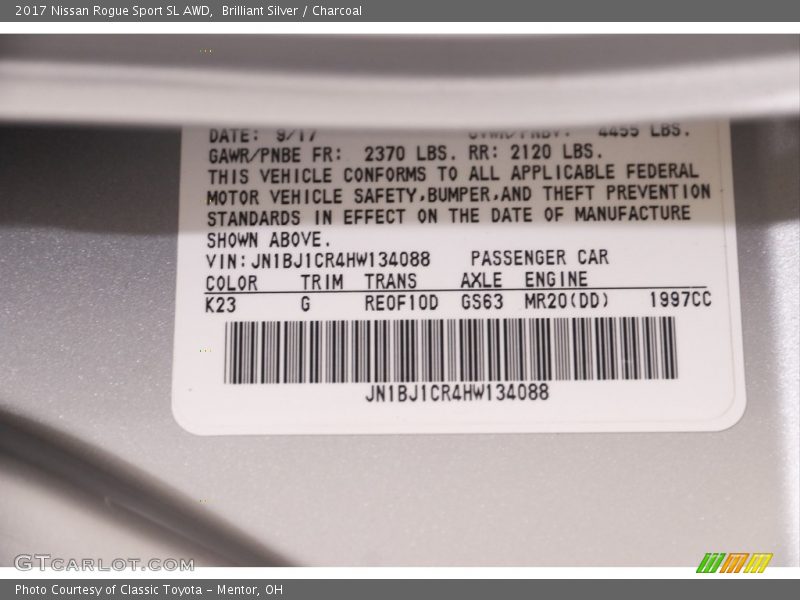 2017 Nissan Rogue Sport SL AWD,  Brilliant Silver / Charcoal
DATE: 9/17 GVWR/PNBV: 4455 LBS.
GAWR/PNBE FR: 2370 LBS. RR: 2120 LBS.
THIS VEHICLE CONFORMS TO ALL APPLICABLE FEDERAL
MOTOR VEHICLE SAFETY,BUMPER,AND THEFT PREVENTION
STANDARDS IN EFFECT ON THE DATE OF MANUFACTURE
SHOWN ABOVE.
VIN:JN1BJ1CR4HW134088 PASSENGER CAR
COLOR TRIM TRANS AXLE ENGINE
K23 G RE0F10D GS63 MR20(DD) 1997CC
JN1BJ1CR4HW134088
GTCARLOT.COM
Photo Courtesy of Classic Toyota - Mentor, OH